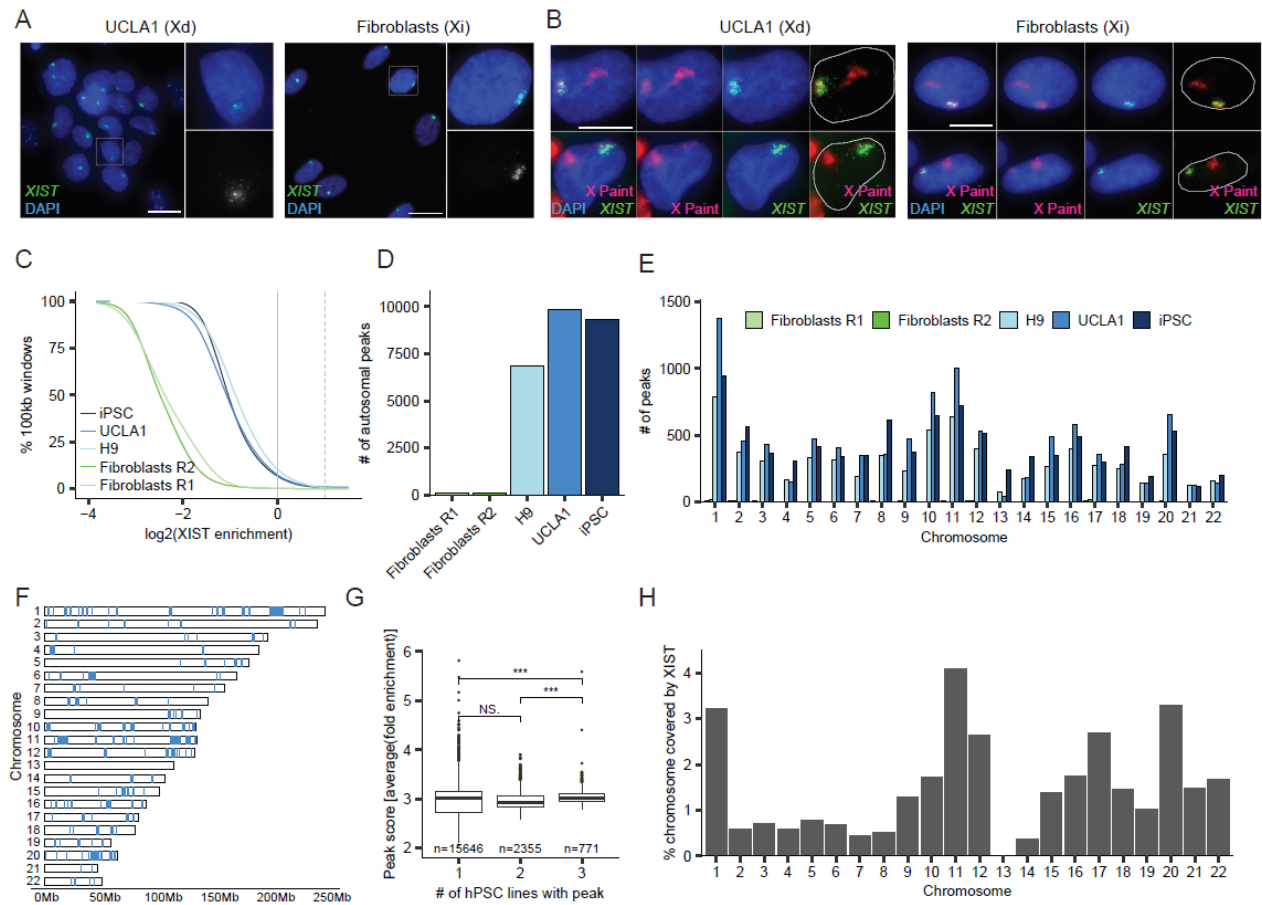 A
UCLA1 (Xd)
Fibroblasts (Xi)
XIST
DAPI
XIST
DAPI
B
UCLA1 (Xd)
Fibroblasts (Xi)
DAPI XIST
X Paint
X Paint
XIST
X Paint
XIST
DAPI XIST
X Paint
X Paint
XIST
X Paint
XIST
C
% 100kb windows
100
75
50
25
0
iPSC
UCLA1
H9
Fibroblasts R2
Fibroblasts R1
−4
−2
0
log2(XIST enrichment)
D
# of autosomal peaks
10000
7500
5000
2500
0
Fibroblasts R1
Fibroblasts R2
H9
UCLA1
iPSC
E
# of peaks
1500
1000
500
0
Fibroblasts R1 Fibroblasts R2 H9 UCLA1 iPSC
1 2 3 4 5 6 7 8 9 10 11 12 13 14 15 16 17 18 19 20 21 22
Chromosome
F
Chromosome
1
2
3
4
5
6
7
8
9
10
11
12
13
14
15
16
17
18
19
20
21
22
0Mb 50Mb 100Mb 150Mb 200Mb 250Mb
G
Peak score [average(fold enrichment)]
6
5
4
3
2
***
***
NS.
n=15646 n=2355 n=771
1 2 3
# of hPSC lines with peak
H
% chromosome covered by XIST
4
3
2
1
0
1 2 3 4 5 6 7 8 9 10 11 12 13 14 15 16 17 18 19 20 21 22
Chromosome